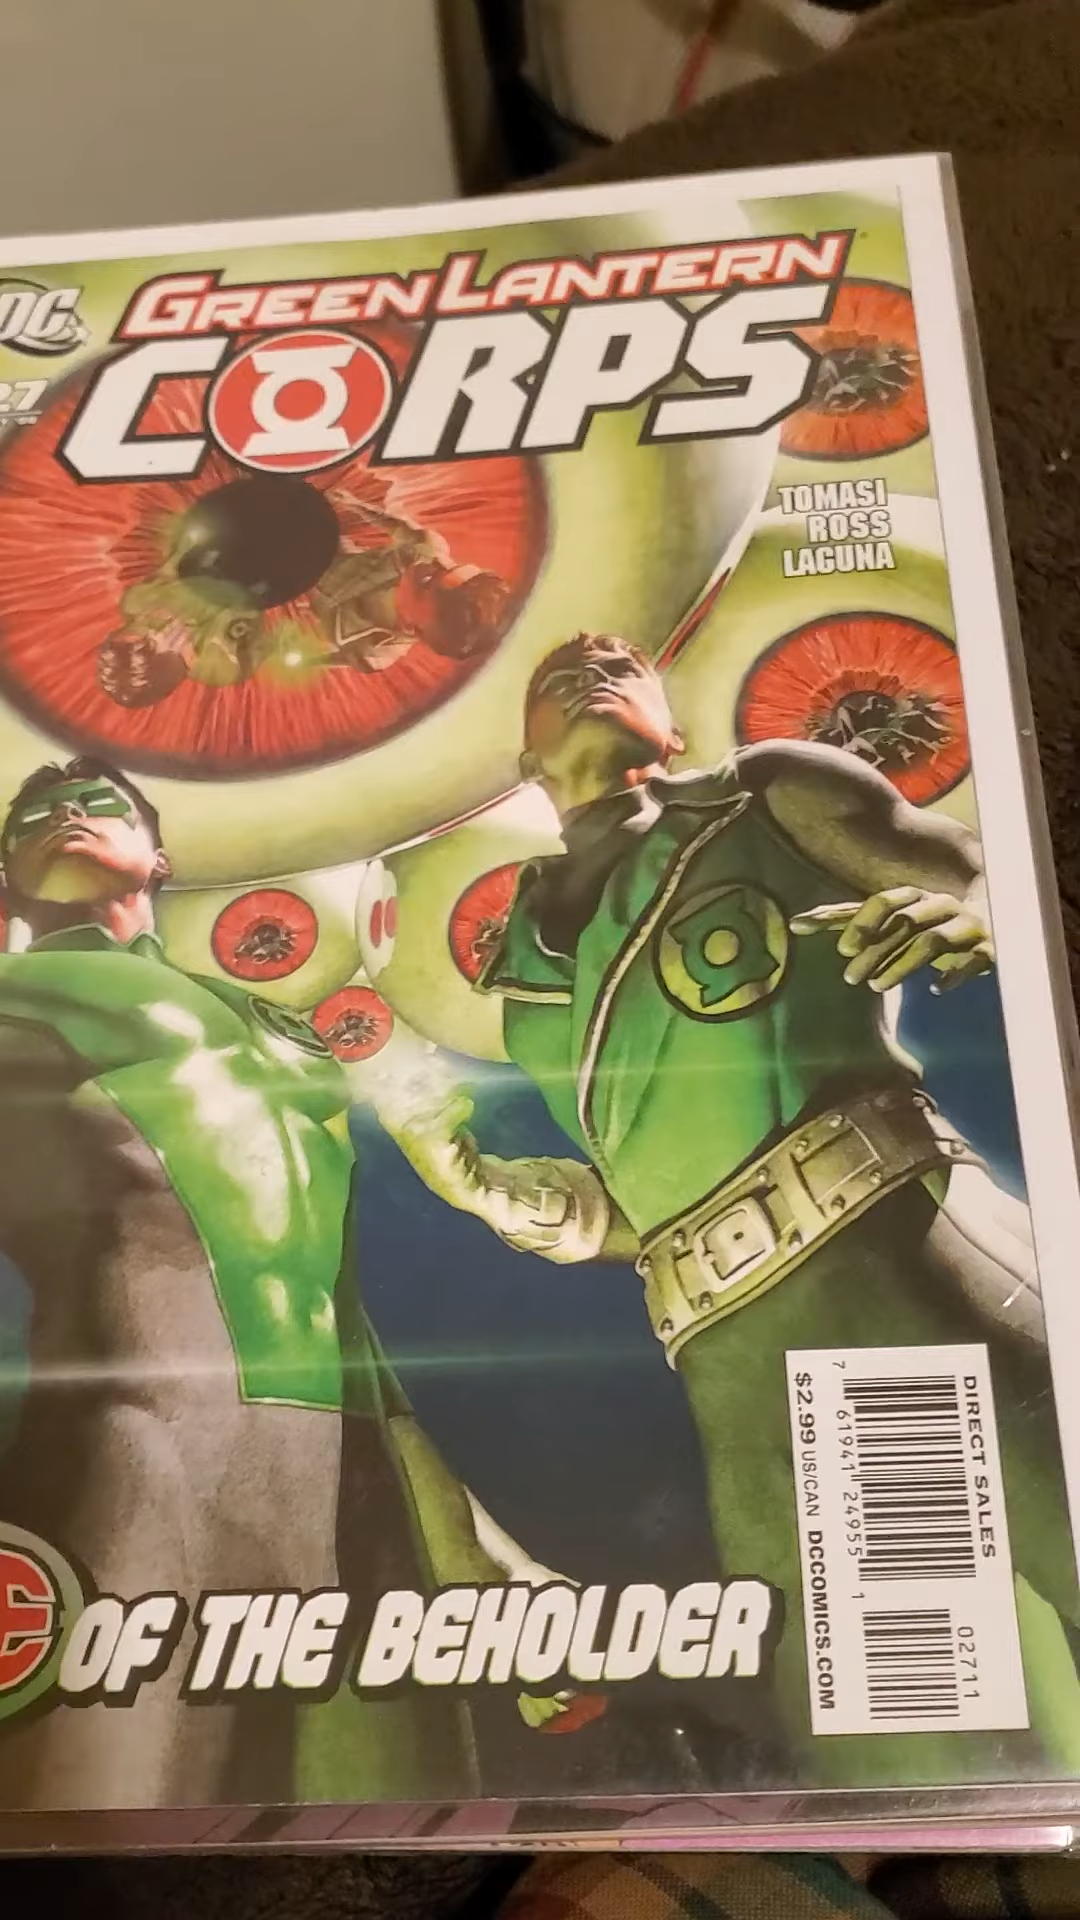 DC
GREEN LANTERN
CORPS
27
TOMASI
ROSS
LAGUNA
E OF THE BEHOLDER
DIRECT SALES
7 61941 24955 1
02711
$2.99 US/CAN DCCOMICS.COM